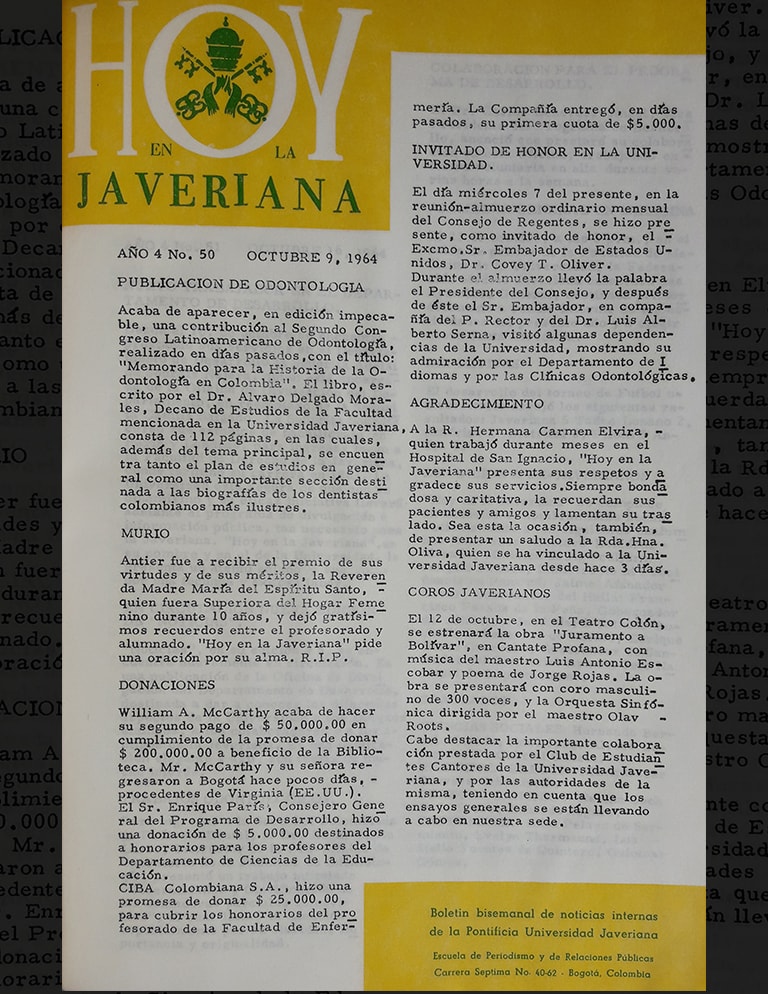 HOY
EN LA
JAVERIANA
AÑO 4 No. 50 OCTUBRE 9, 1964
PUBLICACION DE ODONTOLOGIA
Acaba de aparecer, en edición impeca-
ble, una contribución al Segundo Con-
greso Latinoamericano de Odontología,
realizado en días pasados,con el título:
"Memorando para la Historia de la O-
dontología en Colombia". El libro, es-
crito por el Dr. Alvaro Delgado Mora-
les, Decano de Estudios de la Facultad
mencionada en la Universidad Javeriana,
consta de 112 páginas, en las cuales,
además del tema principal, se encuen
tra tanto el plan de estudios en gene-
ral como una importante sección desti
nada a las biografías de los dentistas
colombianos más ilustres.
MURIO
Antier fue a recibir el premio de sus
virtudes y de sus méritos, la Reveren
da Madre María del Espíritu Santo, -
quien fuera Superiora del Hogar Feme
nino durante 10 años, y dejó gratísi-
mos recuerdos entre el profesorado y
alumnado. "Hoy en la Javeriana" pide
una oración por su alma. R.I.P.
DONACIONES
William A. McCarthy acaba de hacer
su segundo pago de $ 50.000.00 en
cumplimiento de la promesa de donar
$ 200.000.00 a beneficio de la Biblio-
teca. Mr. McCarthy y su señora re-
gresaron a Bogotá hace pocos días, -
procedentes de Virginia (EE.UU.).
El Sr. Enrique París, Consejero Gene
ral del Programa de Desarrollo, hizo
una donación de $ 5.000.00 destinados
a honorarios para los profesores del
Departamento de Ciencias de la Edu-
cación.
CIBA Colombiana S.A., hizo una
promesa de donar $ 25.000.00,
para cubrir los honorarios del pro
fesorado de la Facultad de Enfer-
mería. La Compañía entregó, en días
pasados, su primera cuota de $5.000.
INVITADO DE HONOR EN LA UNI-
VERSIDAD.
El día miércoles 7 del presente, en la
reunión-almuerzo ordinario mensual
del Consejo de Regentes, se hizo pre
sente, como invitado de honor, el -
Excmo.Sr. Embajador de Estados U-
nidos, Dr. Covey T. Oliver.
Durante el almuerzo llevó la palabra
el Presidente del Consejo, y después
de éste el Sr. Embajador, en compa-
ñía del P. Rector y del Dr. Luis Al-
berto Serna, visitó algunas dependen-
cias de la Universidad, mostrando su
admiración por el Departamento de I
diomas y por las Clínicas Odontológicas.
AGRADECIMIENTO
A la R. Hermana Carmen Elvira, -
quien trabajó durante meses en el
Hospital de San Ignacio, "Hoy en la
Javeriana" presenta sus respetos y a
gradece sus servicios.Siempre bonda
dosa y caritativa, la recuerdan sus
pacientes y amigos y lamentan su tras
lado. Sea esta la ocasión, también,
de presentar un saludo a la Rda.Hna.
Oliva, quien se ha vinculado a la Uni-
versidad Javeriana desde hace 3 días.
COROS JAVERIANOS
El 12 de octubre, en el Teatro Colón,
se estrenará la obra "Juramento a
Bolívar", en Cantate Profana, con
música del maestro Luis Antonio Es-
cobar y poema de Jorge Rojas. La o-
bra se presentará con coro masculi-
no de 300 voces, y la Orquesta Sinfó-
nica dirigida por el maestro Olav -
Roots.
Cabe destacar la importante colabora
ción prestada por el Club de Estudian
tes Cantores de la Universidad Jave-
riana, y por las autoridades de la
misma, teniendo en cuenta que los
ensayos generales se están llevando
a cabo en nuestra sede.
Boletín bisemanal de noticias internas
de la Pontificia Universidad Javeriana
Escuela de Periodismo y de Relaciones Públicas
Carrera Septima No. 40-62 - Bogotá, Colombia